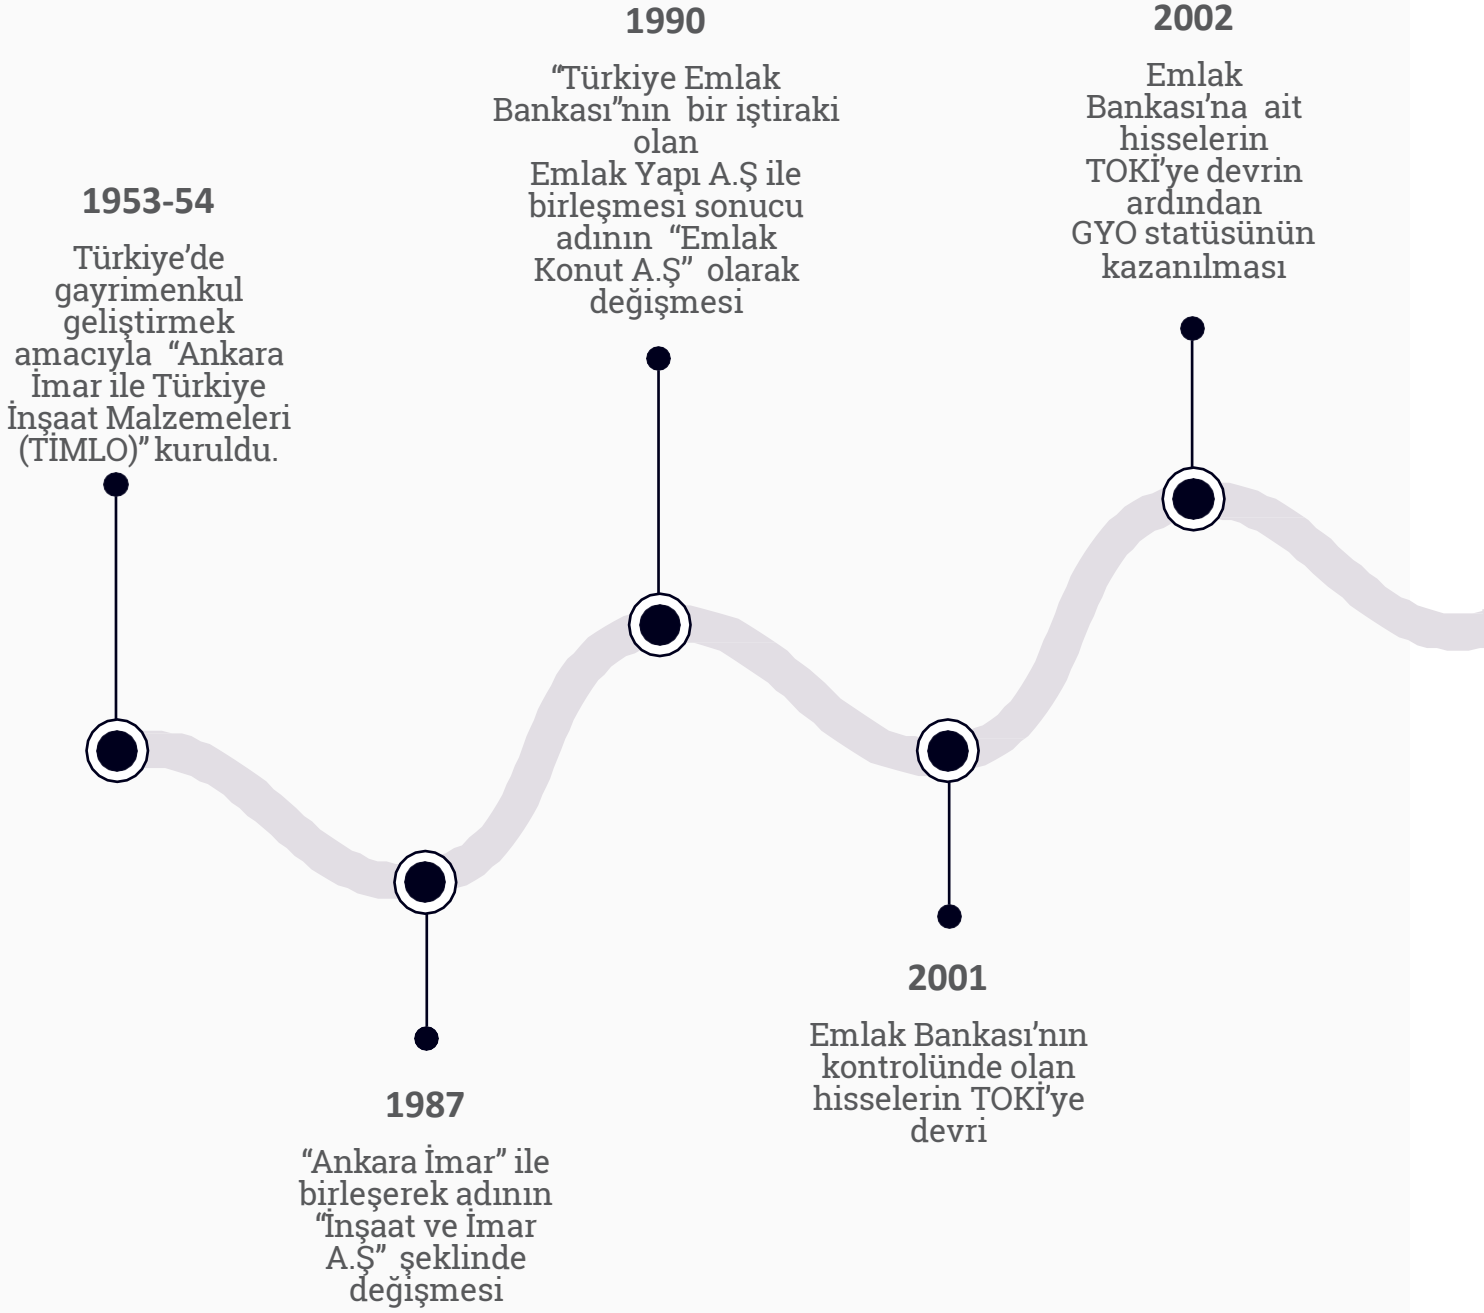 1953-54
Türkiye’de
gayrimenkul
geliştirmek
amacıyla “Ankara
İmar ile Türkiye
İnşaat Malzemeleri
(TİMLO)” kuruldu.
1987
“Ankara İmar” ile
birleşerek adının
“İnşaat ve İmar
A.Ş” şeklinde
değişmesi
1990
“Türkiye Emlak
Bankası”nın bir iştiraki
olan
Emlak Yapı A.Ş ile
birleşmesi sonucu
adının “Emlak
Konut A.Ş” olarak
değişmesi
2001
Emlak Bankası’nın
kontrolünde olan
hisselerin TOKİ’ye
devri
2002
Emlak
Bankası’na ait
hisselerin
TOKİ’ye devrin
ardından
GYO statüsünün
kazanılması